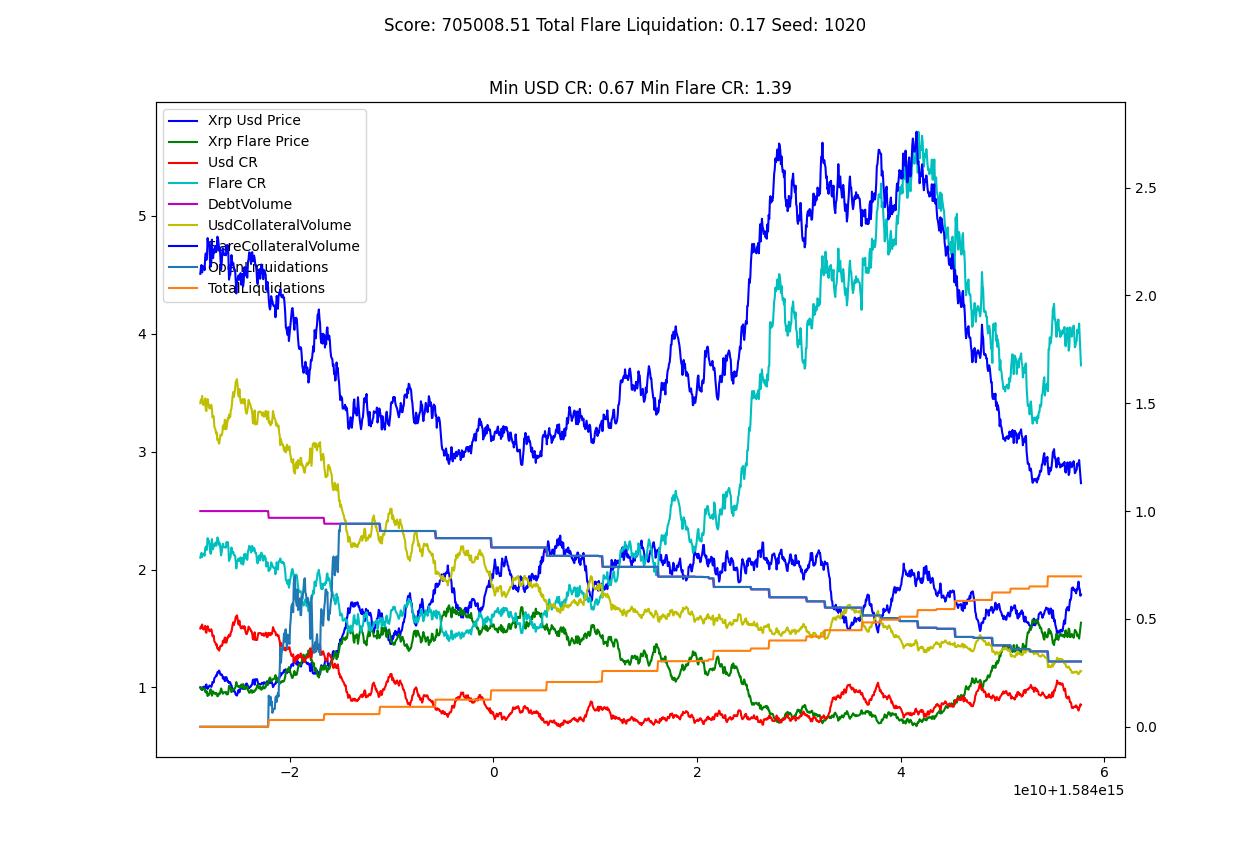 Score: 705008.51 Total Flare Liquidation: 0.17 Seed: 1020
Min USD CR: 0.67 Min Flare CR: 1.39
Xrp Usd Price
Xrp Flare Price
Usd CR
Flare CR
DebtVolume
UsdCollateralVolume
FlareCollateralVolume
OpenLiquidations
TotalLiquidations
5
4
3
2
1
2.5
2.0
1.5
1.0
0.5
0.0
−2 0 2 4 6
1e10+1.584e15